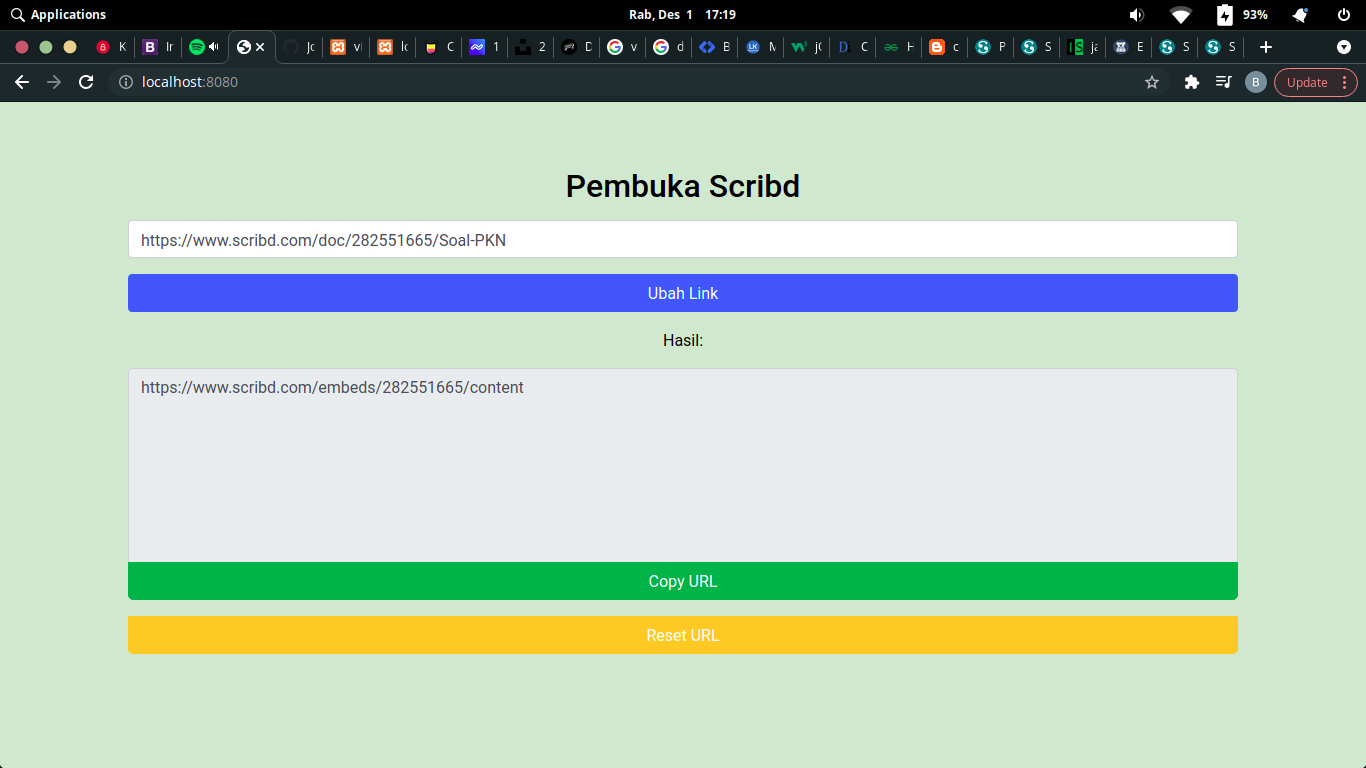 Applications
Rab, Des 1 17:19
93%
K
Ir
Jc
vi
lc
C
1
2
D
v
d
B
M
jC
C
H
c
P
S
ja
E
S
S
localhost:8080
B
Update
Pembuka Scribd
https://www.scribd.com/doc/282551665/Soal-PKN
Ubah Link
Hasil:
https://www.scribd.com/embeds/282551665/content
Copy URL
Reset URL